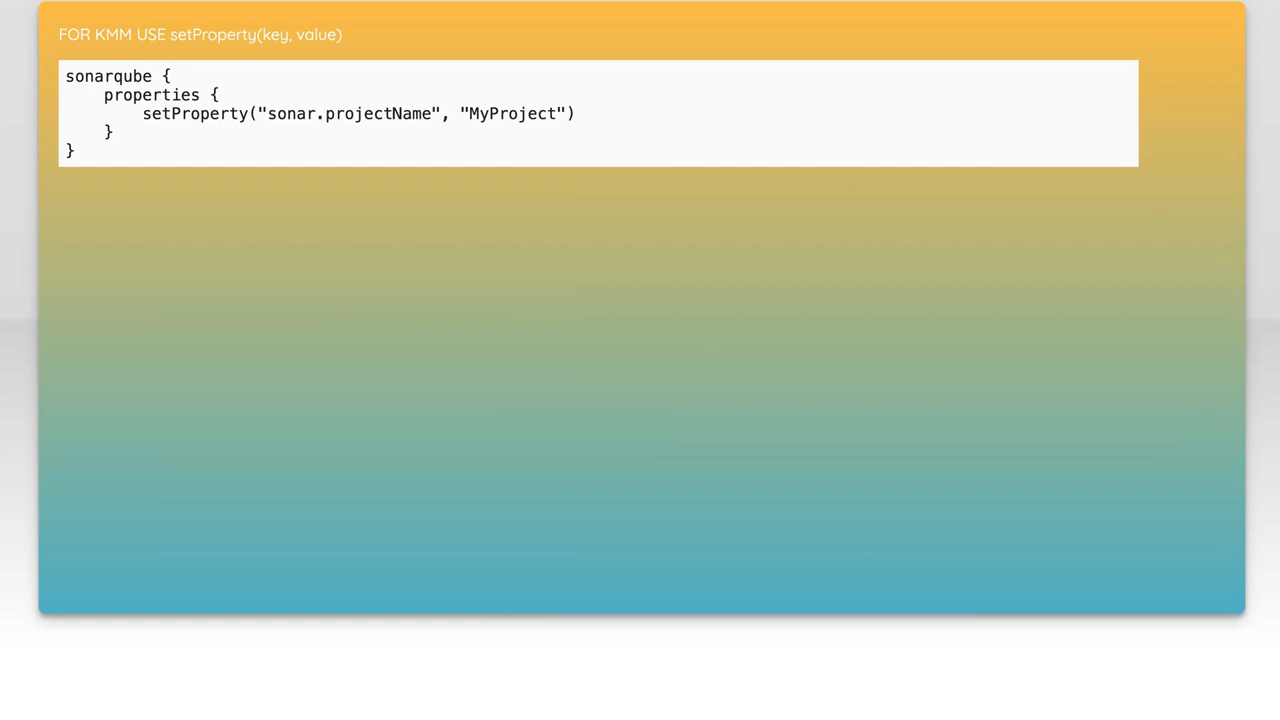 FOR KMM USE setProperty(key, value)
sonarqube {
    properties {
        setProperty("sonar.projectName", "MyProject")
    }
}